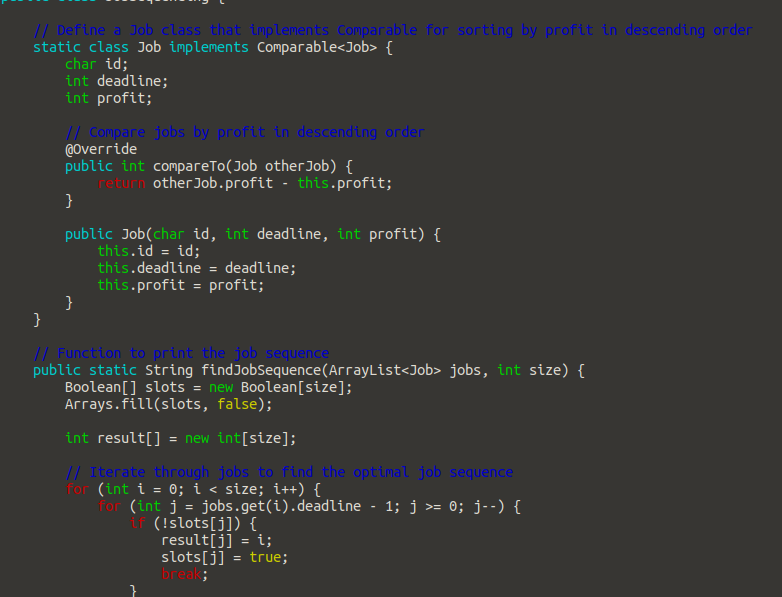 // Define a Job class that implements Comparable for sorting by profit in descending order
static class Job implements Comparable<Job> {
char id;
int deadline;
int profit;
// Compare jobs by profit in descending order
@Override
public int compareTo(Job otherJob) {
return otherJob.profit - this.profit;
}
public Job(char id, int deadline, int profit) {
this.id = id;
this.deadline = deadline;
this.profit = profit;
}
}
// Function to print the job sequence
public static String findJobSequence(ArrayList<Job> jobs, int size) {
Boolean[] slots = new Boolean[size];
Arrays.fill(slots, false);
int result[] = new int[size];
// Iterate through jobs to find the optimal job sequence
for (int i = 0; i < size; i++) {
for (int j = jobs.get(i).deadline - 1; j >= 0; j--) {
if (!slots[j]) {
result[j] = i;
slots[j] = true;
break;
}